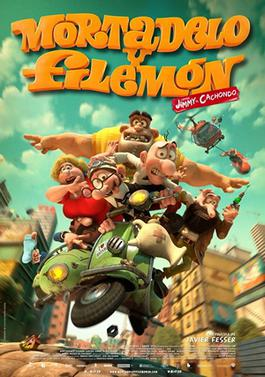 MORTADELO
Y
FILEMÓN
CONTRA
JIMMY EL CACHONDO
UNA PELÍCULA DE
JAVIER FESSER